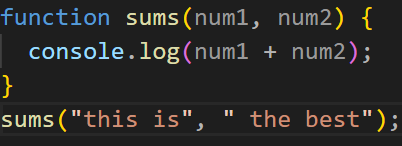 function sums(num1, num2) {
  console.log(num1 + num2);
}
sums("this is", " the best");